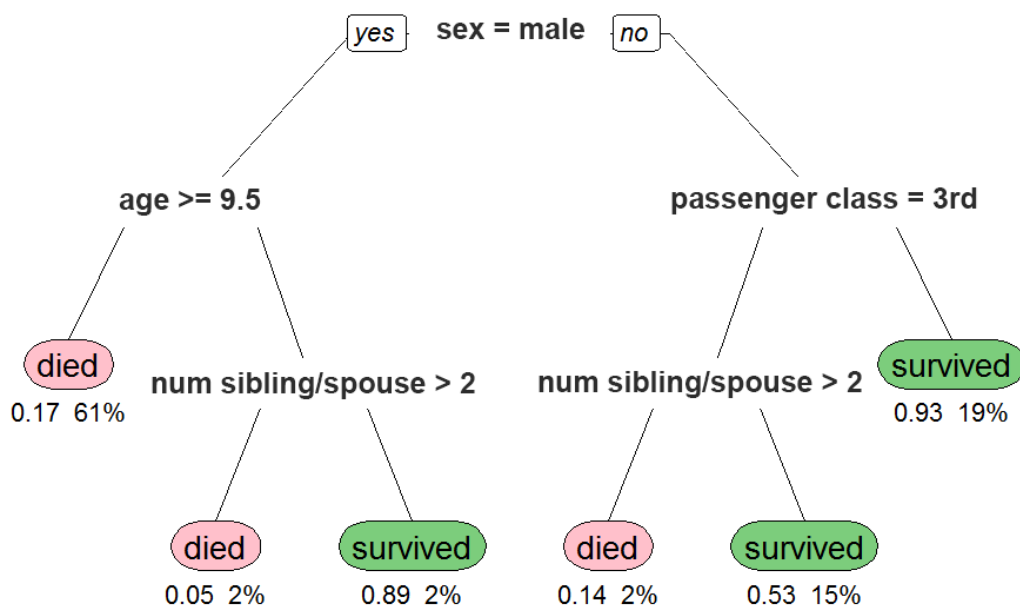 yes sex = male no
age >= 9.5 passenger class = 3rd
died num sibling/spouse > 2 num sibling/spouse > 2 survived
0.17 61% 0.93 19%
died survived died survived
0.05 2% 0.89 2% 0.14 2% 0.53 15%